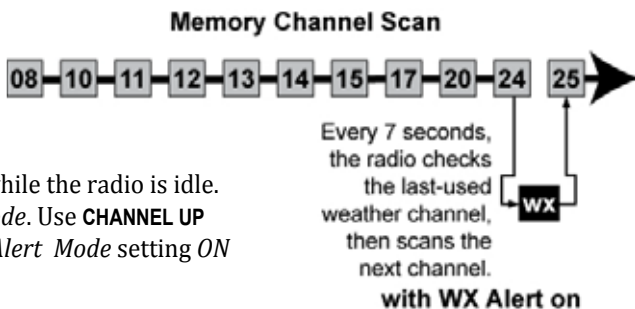 Memory Channel Scan
08 10 11 12 13 14 15 17 20 24 25
Every 7 seconds,
the radio checks
the last-used
weather channel,
then scans the
next channel.
wx
with WX Alert on
while the radio is idle.
de. Use CHANNEL UP
Alert Mode setting ON